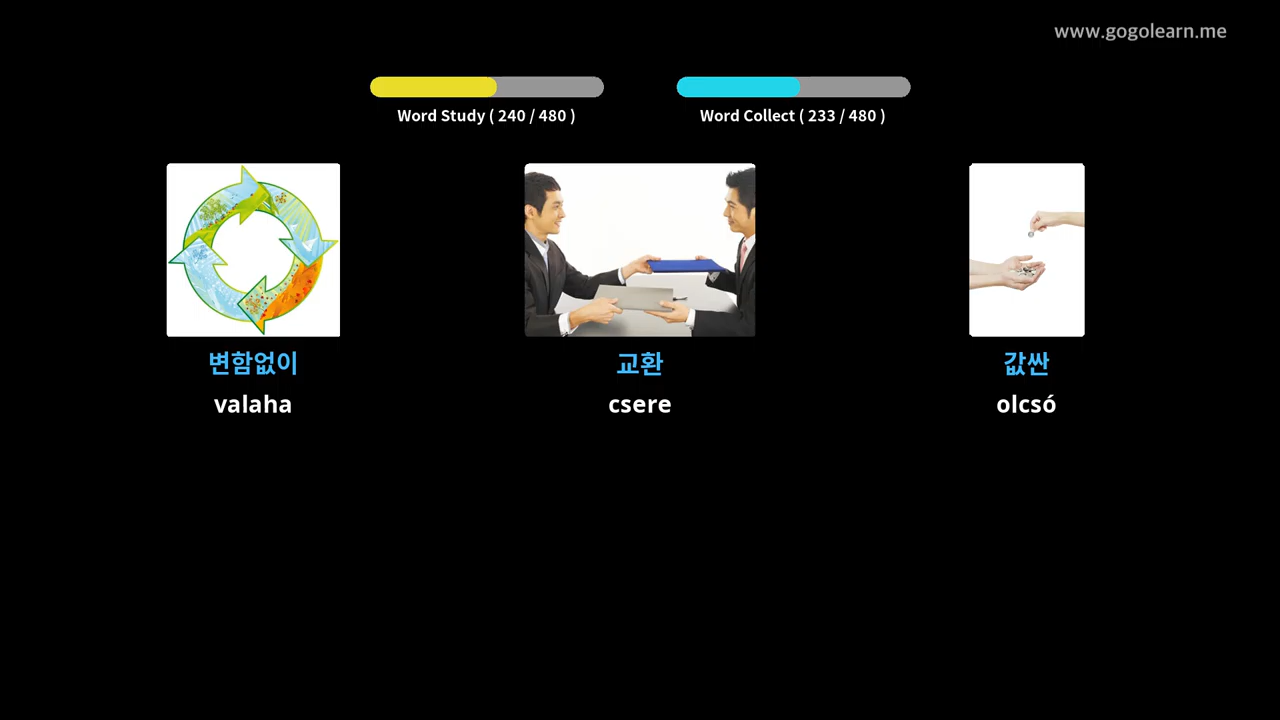 www.gogolearn.me
Word Study ( 240 / 480 )
Word Collect ( 233 / 480 )
변함없이
교환
값싼
valaha
csere
olcsó